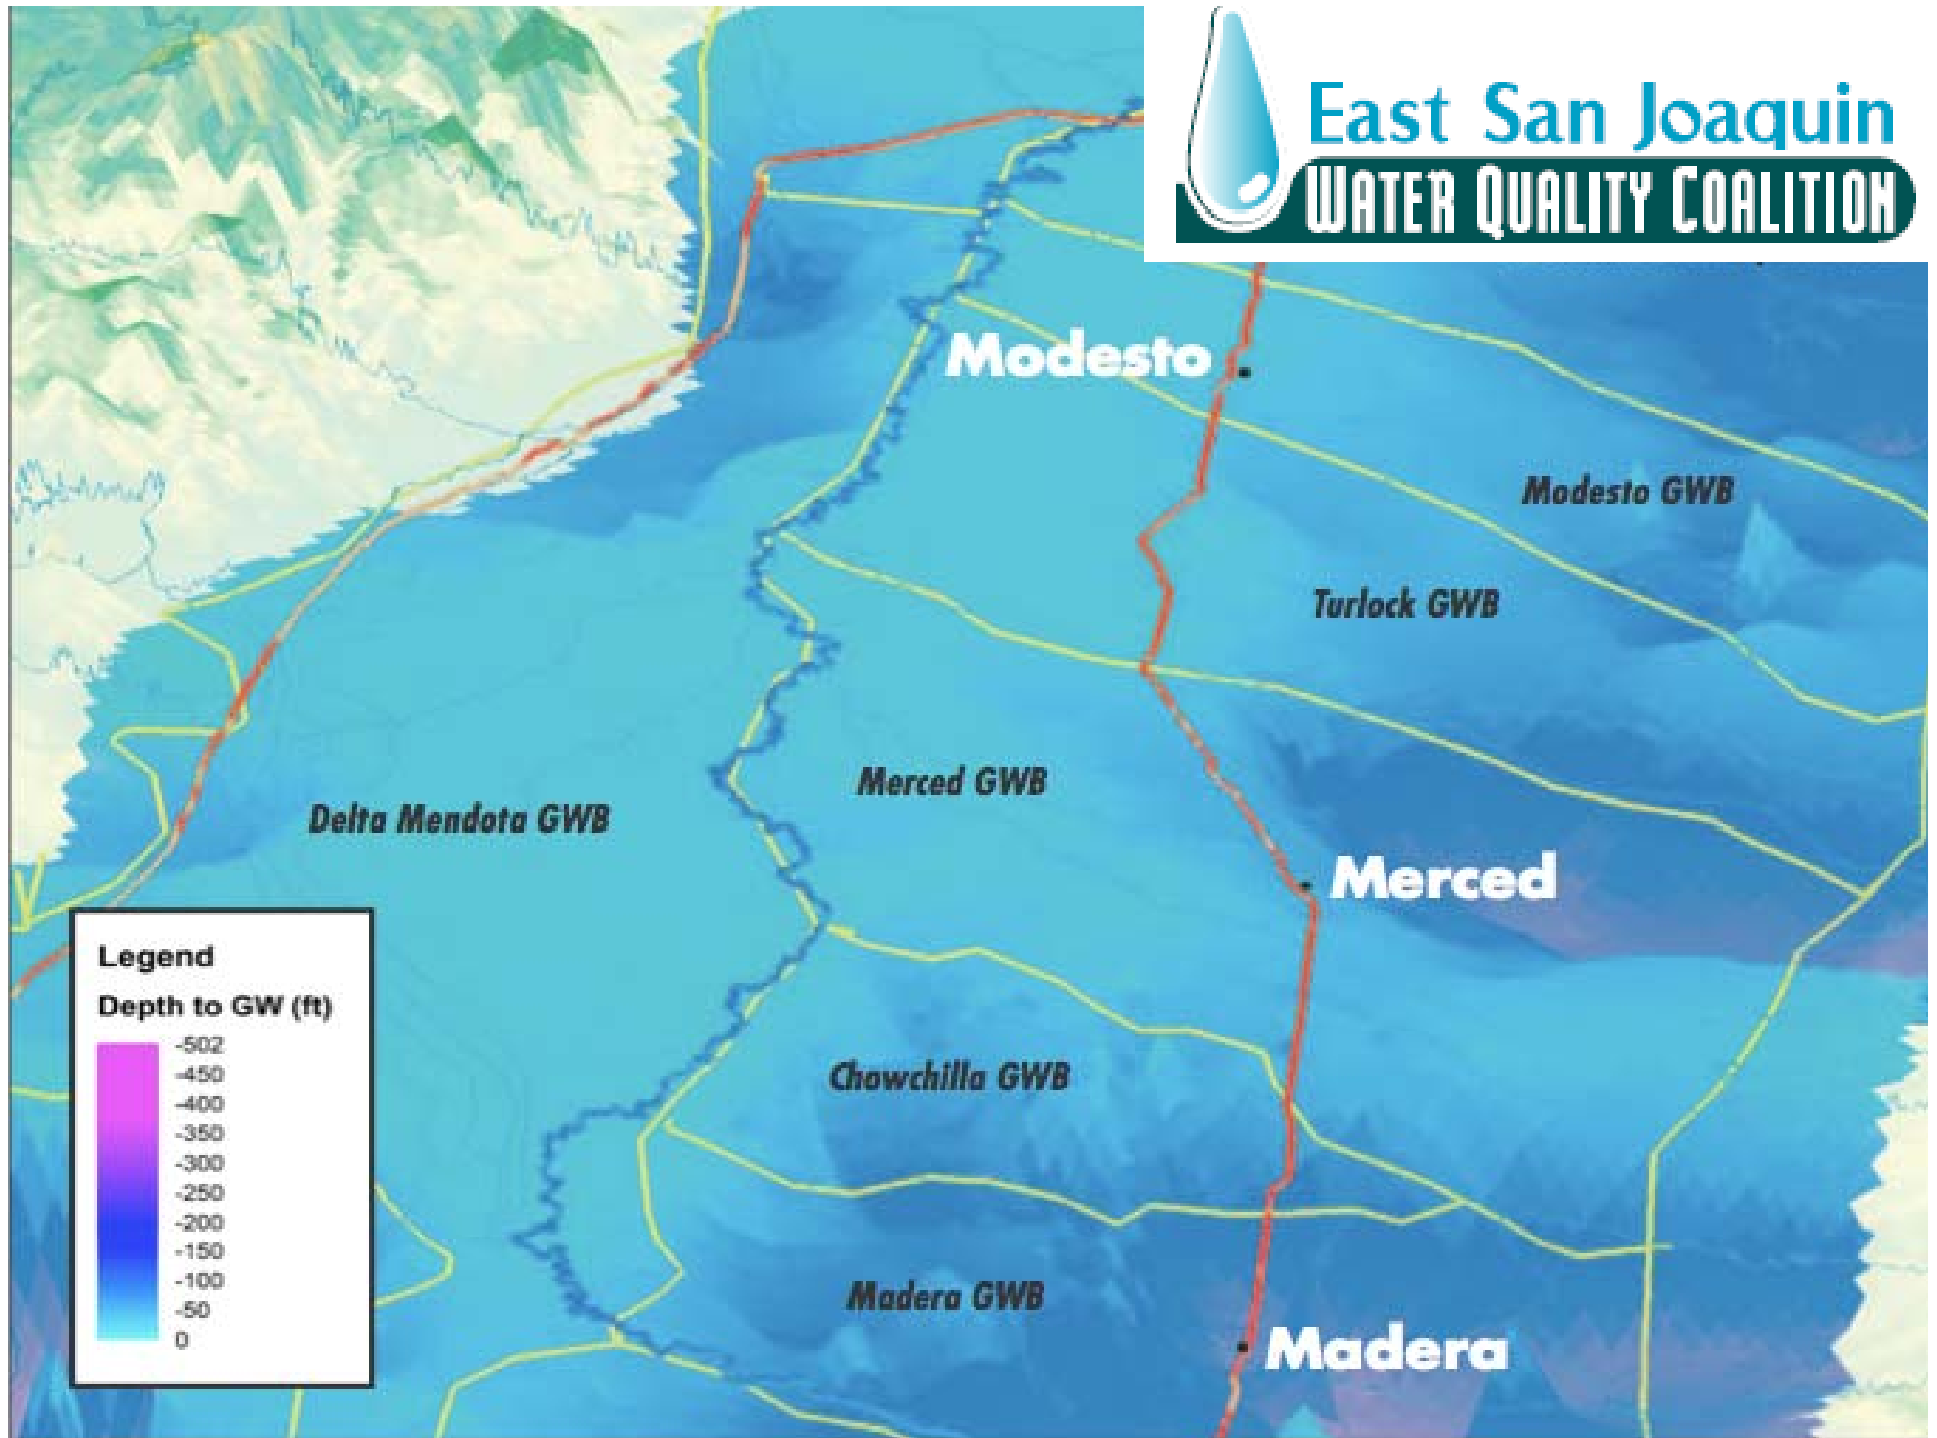 East San Joaquin
WATER QUALITY COALITION
Modesto
Modesto GWB
Turlock GWB
Merced GWB
Delta Mendota GWB
Merced
Chowchilla GWB
Madera GWB
Madera
Legend
Depth to GW (ft)
-502
-450
-400
-350
-300
-250
-200
-150
-100
-50
0